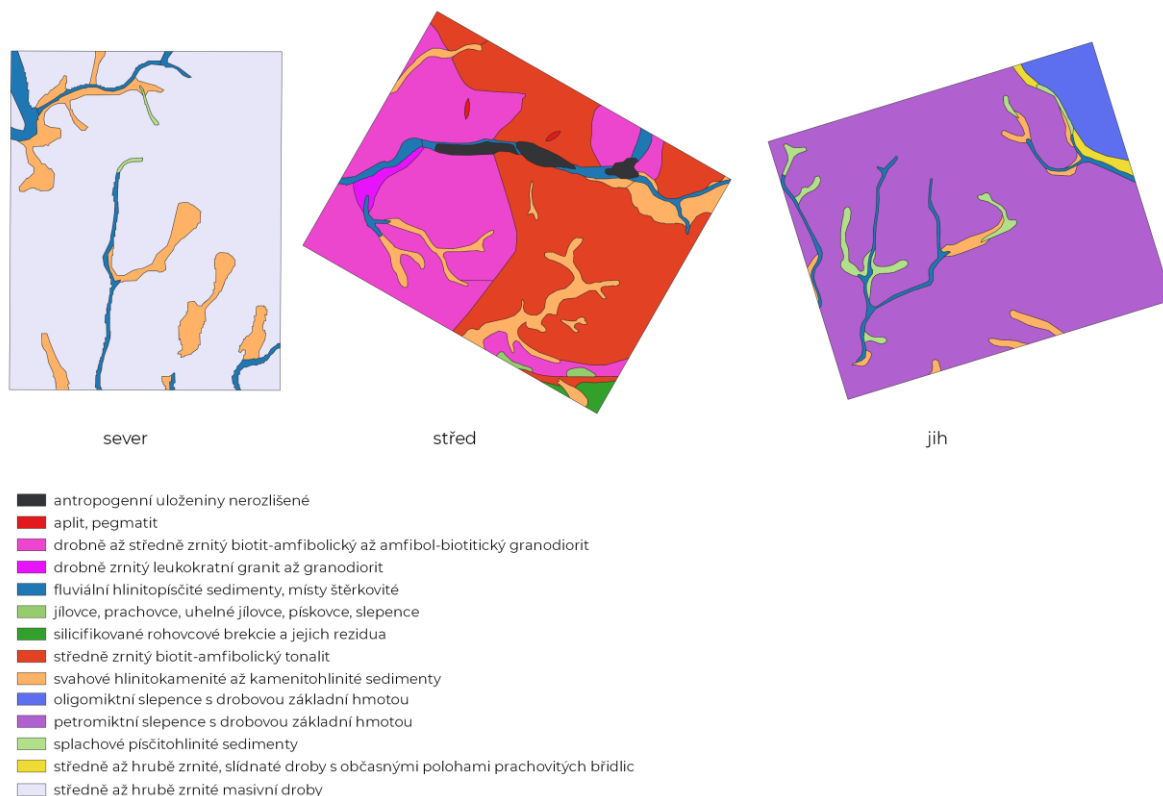 sever
střed
jih
antropogenní uloženiny nerozlišené
aplit, pegmatit
drobně až středně zrnitý biotit-amfibolický až amfibol-biotitický granodiorit
drobně zrnitý leukokratní granit až granodiorit
fluviální hlinitopísčité sedimenty, místy štěrkovité
jílovce, prachovce, uhelné jílovce, pískovce, slepence
silicifikované rohovcové brekcie a jejich rezidua
středně zrnitý biotit-amfibolický tonalit
svahové hlinitokamenité až kamenitohlinité sedimenty
oligomiktní slepence s drobovou základní hmotou
petromiktní slepence s drobovou základní hmotou
splachové písčitohlinité sedimenty
středně až hrubě zrnité, slídnaté droby s občasnými polohami prachovitých břidlic
středně až hrubě zrnité masivní droby